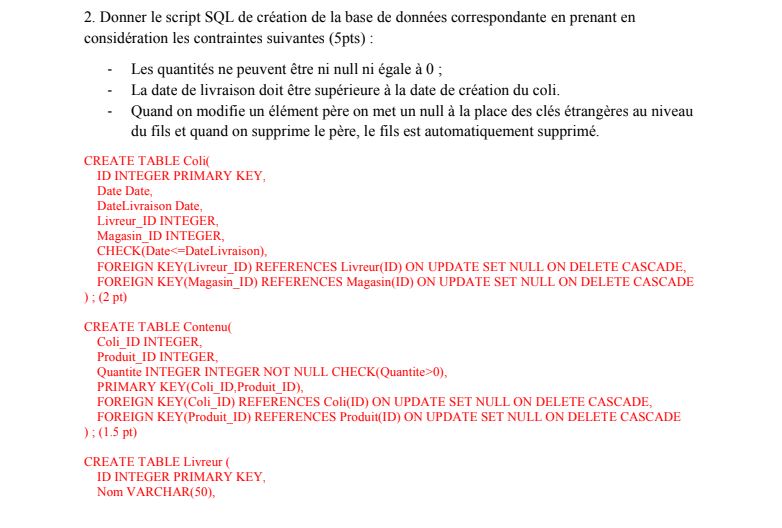 2. Donner le script SQL de création de la base de données correspondante en prenant en
considération les contraintes suivantes (5pts) :
- Les quantités ne peuvent être ni null ni égale à 0 ;
- La date de livraison doit être supérieure à la date de création du coli.
- Quand on modifie un élément père on met un null à la place des clés étrangères au niveau
du fils et quand on supprime le père, le fils est automatiquement supprimé.
CREATE TABLE Coli(
ID INTEGER PRIMARY KEY,
Date Date,
DateLivraison Date,
Livreur_ID INTEGER,
Magasin_ID INTEGER,
CHECK(Date<=DateLivraison),
FOREIGN KEY(Livreur_ID) REFERENCES Livreur(ID) ON UPDATE SET NULL ON DELETE CASCADE,
FOREIGN KEY(Magasin_ID) REFERENCES Magasin(ID) ON UPDATE SET NULL ON DELETE CASCADE
) ; (2 pt)
CREATE TABLE Contenu(
Coli_ID INTEGER,
Produit_ID INTEGER,
Quantite INTEGER INTEGER NOT NULL CHECK(Quantite>0),
PRIMARY KEY(Coli_ID,Produit_ID),
FOREIGN KEY(Coli_ID) REFERENCES Coli(ID) ON UPDATE SET NULL ON DELETE CASCADE,
FOREIGN KEY(Produit_ID) REFERENCES Produit(ID) ON UPDATE SET NULL ON DELETE CASCADE
) ; (1.5 pt)
CREATE TABLE Livreur (
ID INTEGER PRIMARY KEY,
Nom VARCHAR(50),